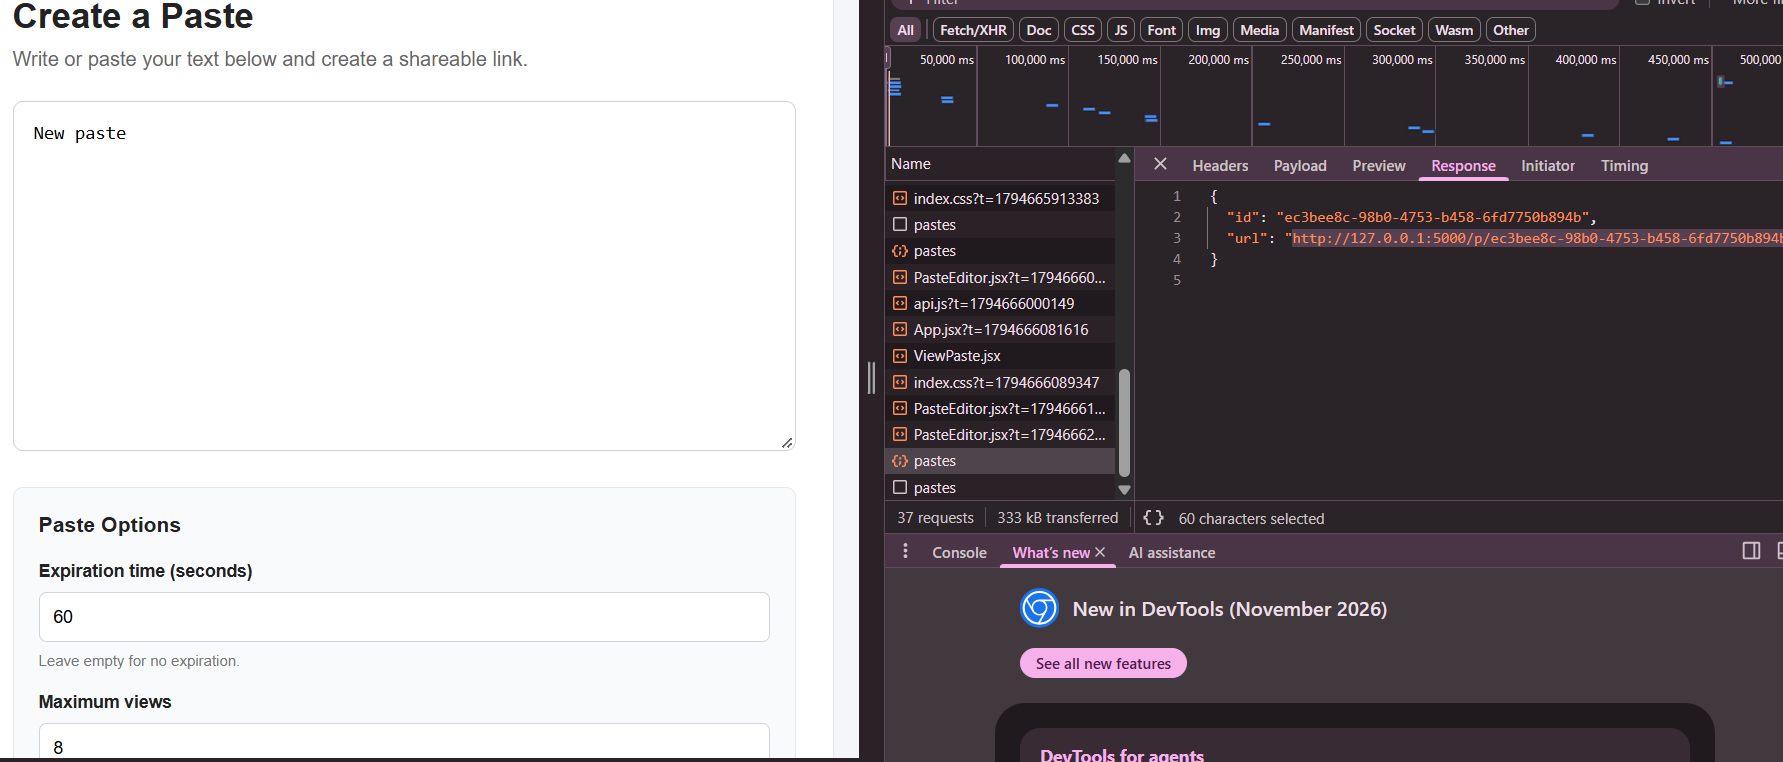 Create a Paste
Write or paste your text below and create a shareable link.
New paste
Paste Options
Expiration time (seconds)
60
Leave empty for no expiration.
Maximum views
8
All Fetch/XHR Doc CSS JS Font Img Media Manifest Socket Wasm Other
50,000 ms 100,000 ms 150,000 ms 200,000 ms 250,000 ms 300,000 ms 350,000 ms 400,000 ms 450,000 ms 500,000
Name
index.css?t=1794665913383
pastes
pastes
PasteEditor.jsx?t=17946660...
api.js?t=1794666000149
App.jsx?t=1794666081616
ViewPaste.jsx
index.css?t=1794666089347
PasteEditor.jsx?t=17946661...
PasteEditor.jsx?t=17946662...
pastes
pastes
37 requests 333 kB transferred
Headers Payload Preview Response Initiator Timing
1 {
2 "id": "ec3bee8c-98b0-4753-b458-6fd7750b894b",
3 "url": "http://127.0.0.1:5000/p/ec3bee8c-98b0-4753-b458-6fd7750b894b
4 }
5
{} 60 characters selected
Console What's new AI assistance
New in DevTools (November 2026)
See all new features
DevTools for agents